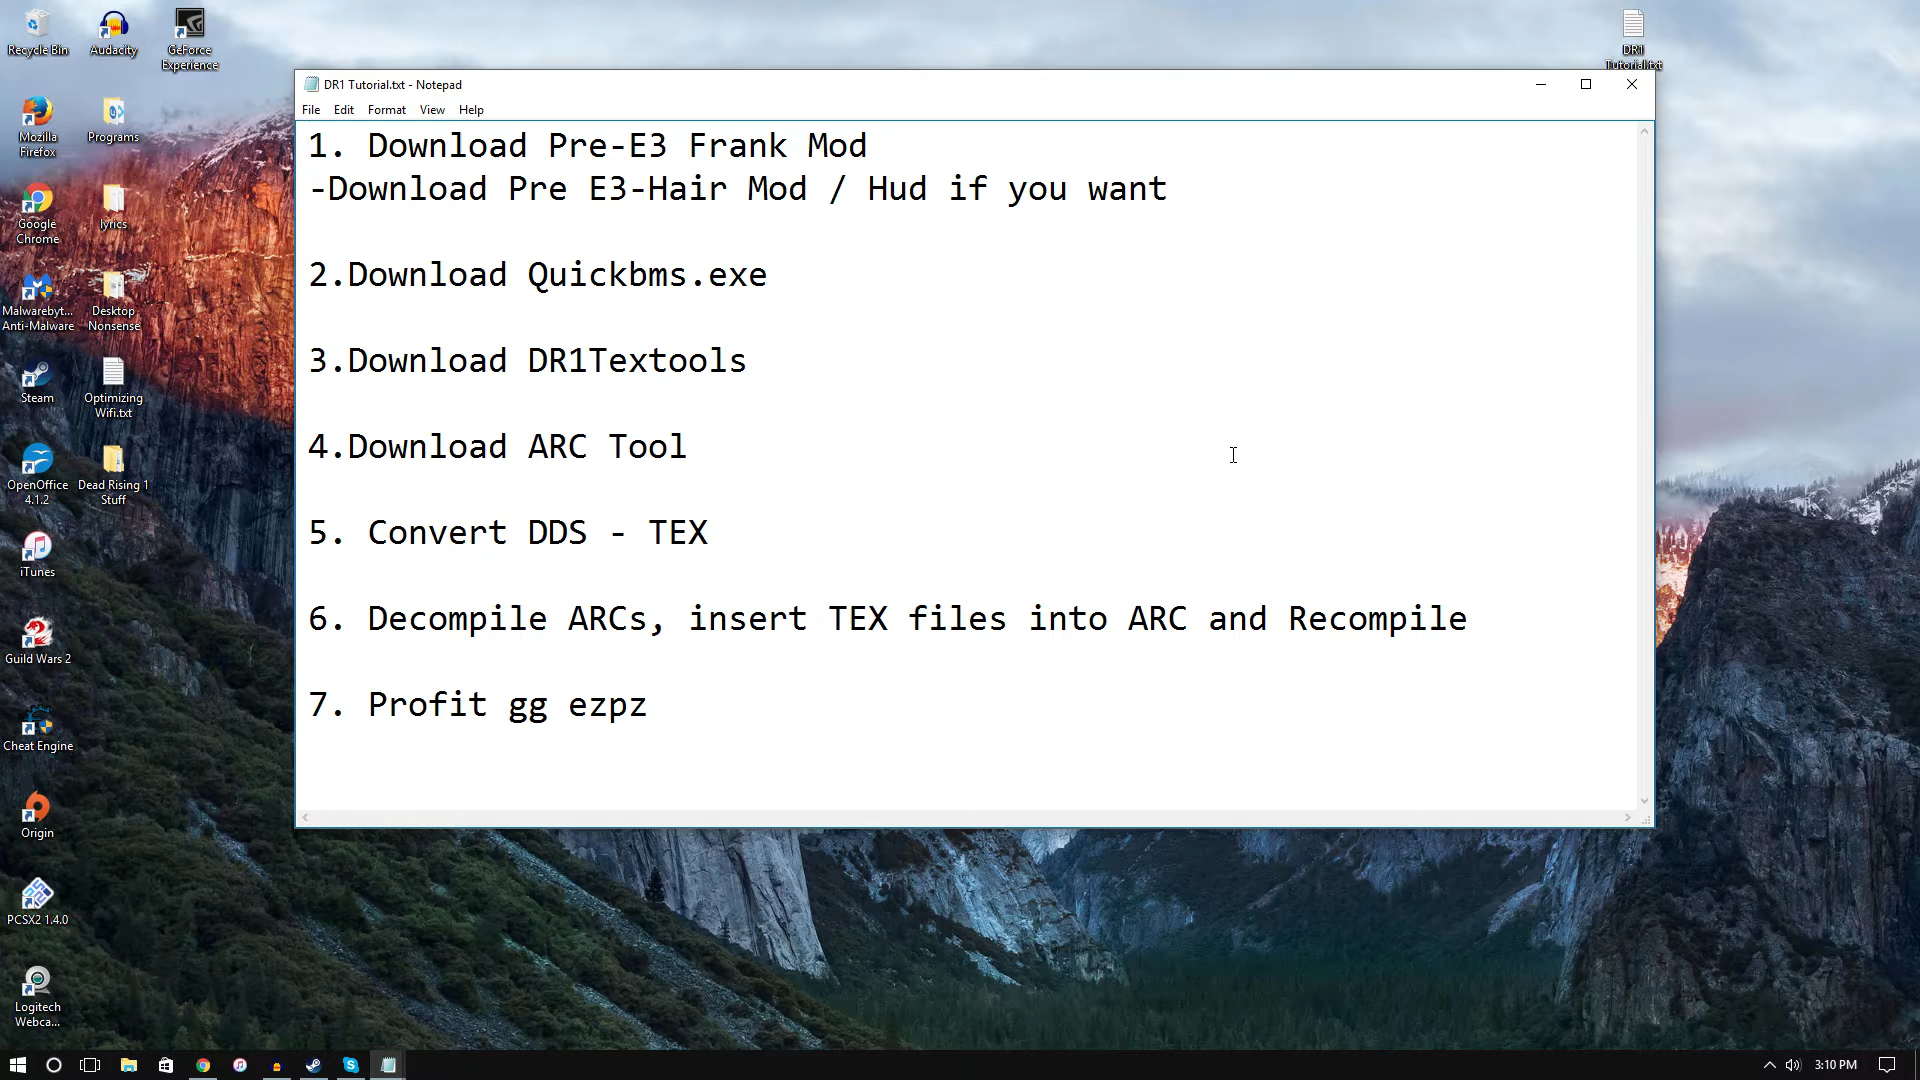 Recycle Bin
Audacity
GeForce
Experience
DR1
Tutorial.txt
Mozilla
Firefox
Programs
Google
Chrome
lyrics
Malwarebyt...
Anti-Malware
Desktop
Nonsense
Steam
Optimizing
Wifi.txt
OpenOffice
4.1.2
Dead Rising 1
Stuff
iTunes
Guild Wars 2
Cheat Engine
Origin
PCSX2 1.4.0
Logitech
Webca...
DR1 Tutorial.txt - Notepad
File Edit Format View Help
1. Download Pre-E3 Frank Mod
-Download Pre E3-Hair Mod / Hud if you want
2.Download Quickbms.exe
3.Download DR1Textools
4.Download ARC Tool
5. Convert DDS - TEX
6. Decompile ARCs, insert TEX files into ARC and Recompile
7. Profit gg ezpz
3:10 PM